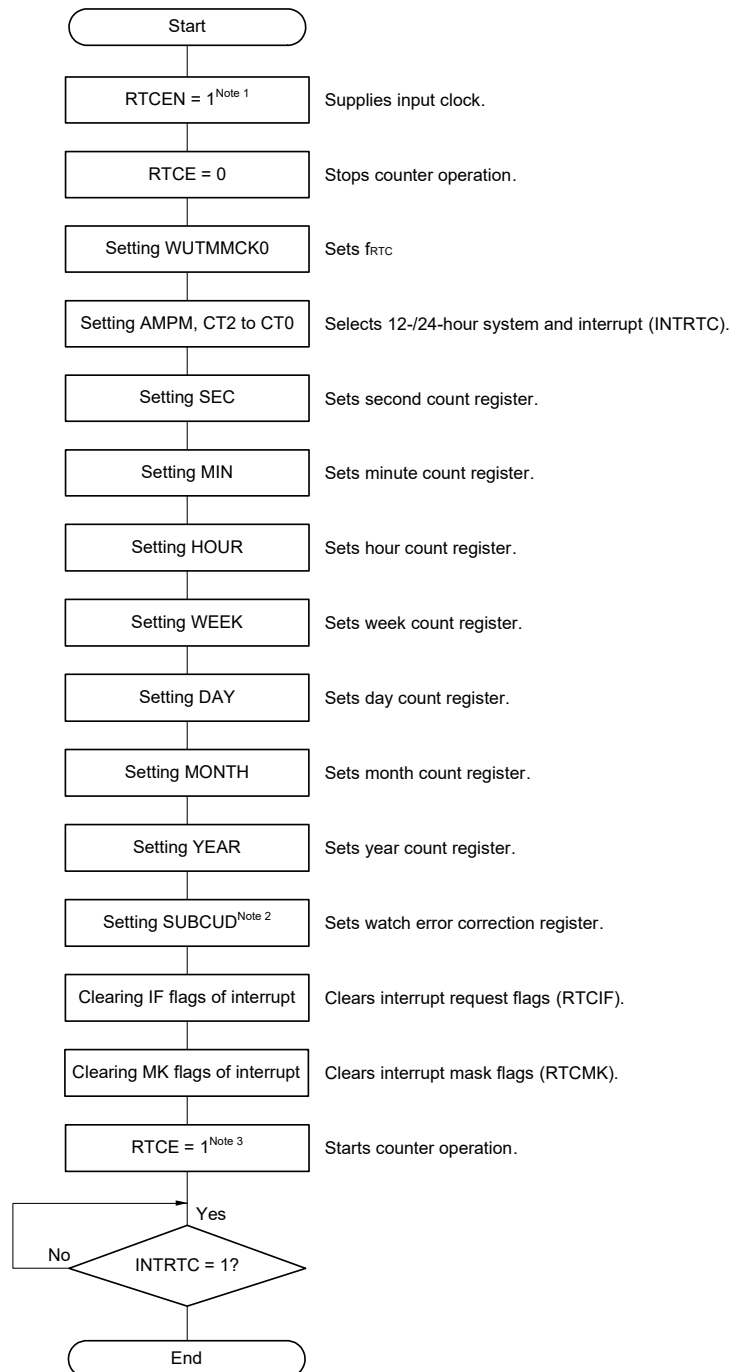 Start
RTCEN = 1Note 1 Supplies input clock.
RTCE = 0 Stops counter operation.
Setting WUTMMCK0 Sets fRTC
Setting AMPM, CT2 to CT0 Selects 12-/24-hour system and interrupt (INTRTC).
Setting SEC Sets second count register.
Setting MIN Sets minute count register.
Setting HOUR Sets hour count register.
Setting WEEK Sets week count register.
Setting DAY Sets day count register.
Setting MONTH Sets month count register.
Setting YEAR Sets year count register.
Setting SUBCUDNote 2 Sets watch error correction register.
Clearing IF flags of interrupt Clears interrupt request flags (RTCIF).
Clearing MK flags of interrupt Clears interrupt mask flags (RTCMK).
RTCE = 1Note 3 Starts counter operation.
Yes
No
INTRTC = 1?
End